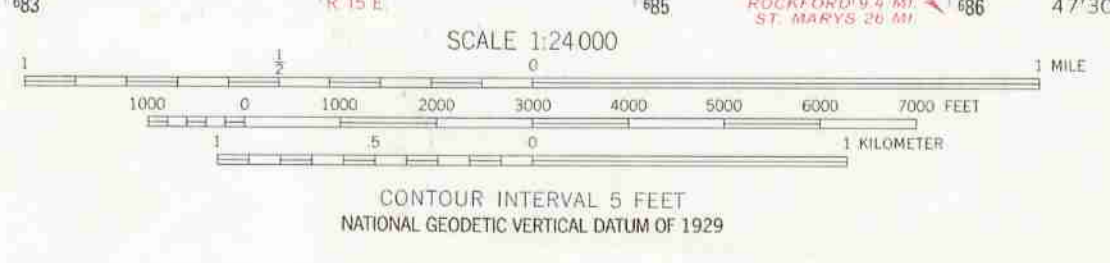 ⁶83 R 15 E ⁶85 ROCKFORD 9.4 MI. ⁶86 47'30
ST. MARYS 26 MI.
SCALE 1:24 000
1 ½ 0 1 MILE
1000 0 1000 2000 3000 4000 5000 6000 7000 FEET
1 .5 0 1 KILOMETER
CONTOUR INTERVAL 5 FEET
NATIONAL GEODETIC VERTICAL DATUM OF 1929